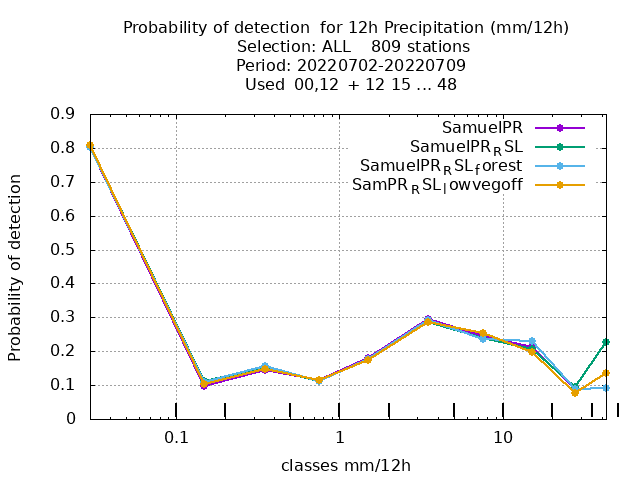 Probability of detection  for 12h Precipitation (mm/12h)
Selection: ALL    809 stations
Period: 20220702-20220709
Used  00,12  + 12 15 ... 48
SamuelPR
SamuelPR_RSL
SamuelPR_RSL_forest
SamPR_RSL_lowvegoff
Probability of detection
0.9
0.8
0.7
0.6
0.5
0.4
0.3
0.2
0.1
0
0.1
1
10
classes mm/12h